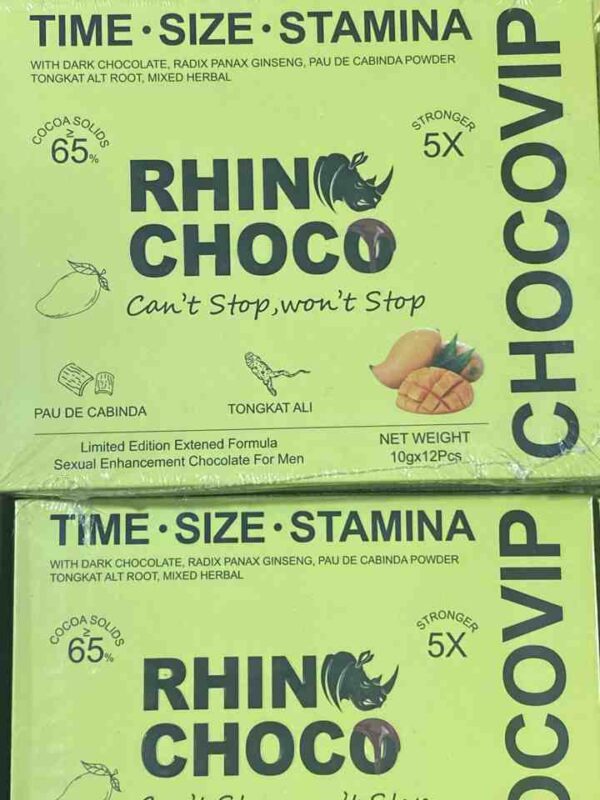 TIME·SIZE·STAMINA
WITH DARK CHOCOLATE, RADIX PANAX GINSENG, PAU DE CABINDA POWDER
TONGKAT ALT ROOT, MIXED HERBAL
COCOA SOLIDS
≥
65%
STRONGER
5X
RHINO
CHOCO
Can't Stop,won't Stop
PAU DE CABINDA
TONGKAT ALI
Limited Edition Extened Formula
Sexual Enhancement Chocolate For Men
NET WEIGHT
10gx12Pcs
CHOCOVIP
TIME·SIZE·STAMINA
WITH DARK CHOCOLATE, RADIX PANAX GINSENG, PAU DE CABINDA POWDER
TONGKAT ALT ROOT, MIXED HERBAL
COCOA SOLIDS
≥
65%
STRONGER
5X
RHINO
CHOCO
OCOVIP